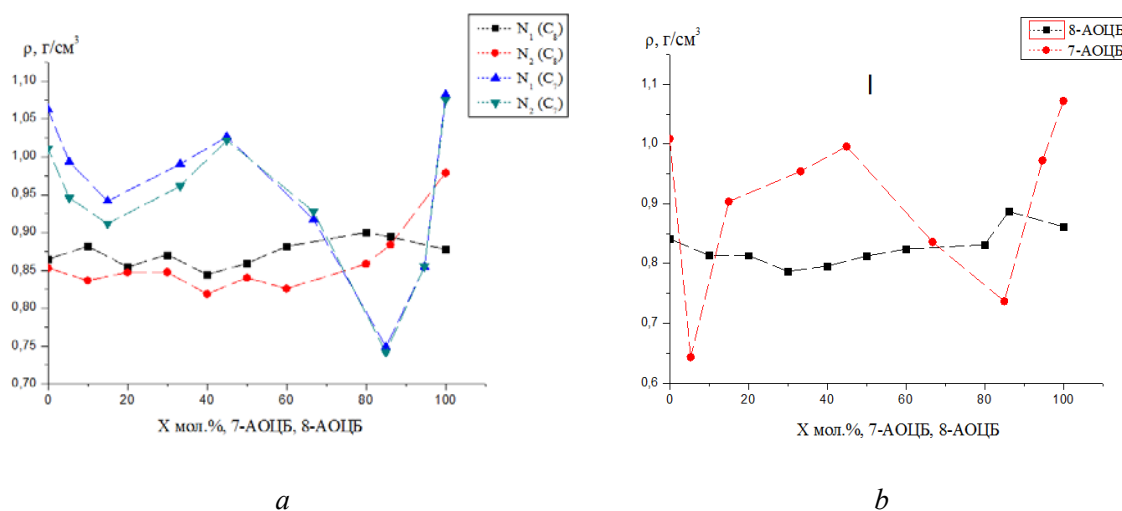 ρ, г/см³
N₁ (C₈)
N₂ (C₈)
N₁ (C₇)
N₂ (C₇)
1,10
1,05
1,00
0,95
0,90
0,85
0,80
0,75
0,70
0 20 40 60 80 100
X мол.%, 7-АОЦБ, 8-АОЦБ
a
ρ, г/см³
8-АОЦБ
7-АОЦБ
1,1
1,0
0,9
0,8
0,7
0,6
0 20 40 60 80 100
X мол.%, 7-АОЦБ, 8-АОЦБ
b